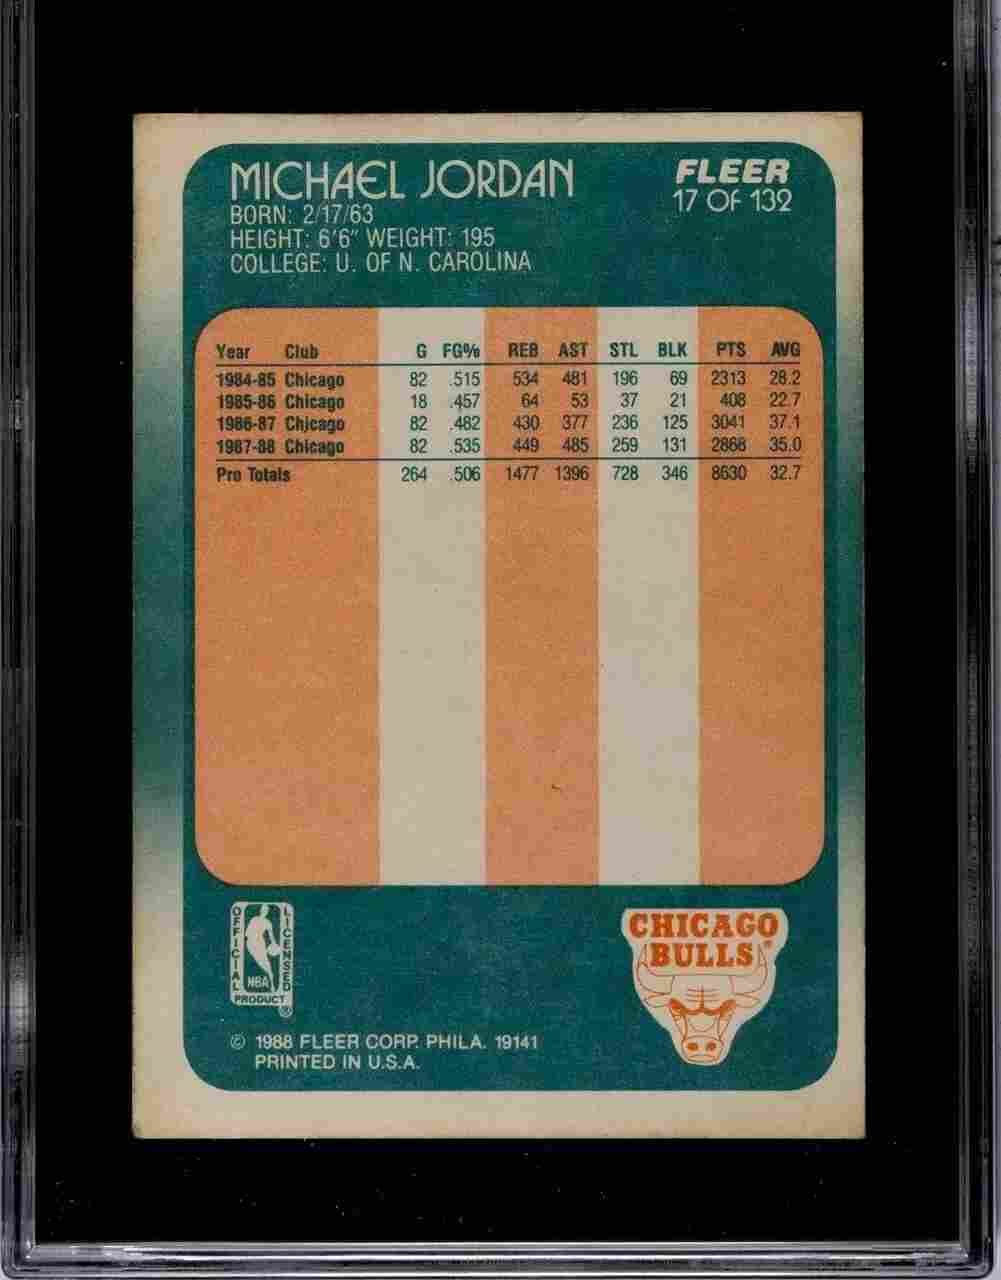 MICHAEL JORDAN
FLEER
17 OF 132
BORN: 2/17/63
HEIGHT: 6'6" WEIGHT: 195
COLLEGE: U. OF N. CAROLINA
Year Club G FG% REB AST STL BLK PTS AVG
1984-85 Chicago 82 .515 534 481 196 69 2313 28.2
1985-86 Chicago 18 .457 64 53 37 21 408 22.7
1986-87 Chicago 82 .482 430 377 236 125 3041 37.1
1987-88 Chicago 82 .535 449 485 259 131 2868 35.0
Pro Totals 264 .506 1477 1396 728 346 8630 32.7
OFFICIAL
LICENSED
NBA
PRODUCT
®
CHICAGO
BULLS®
© 1988 FLEER CORP. PHILA. 19141
PRINTED IN U.S.A.